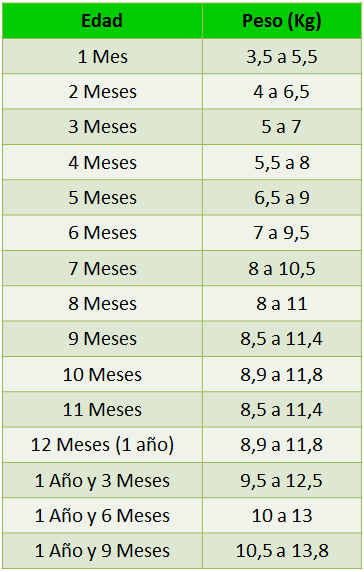 Edad Peso (Kg)
1 Mes 3,5 a 5,5
2 Meses 4 a 6,5
3 Meses 5 a 7
4 Meses 5,5 a 8
5 Meses 6,5 a 9
6 Meses 7 a 9,5
7 Meses 8 a 10,5
8 Meses 8 a 11
9 Meses 8,5 a 11,4
10 Meses 8,9 a 11,8
11 Meses 8,5 a 11,4
12 Meses (1 año) 8,9 a 11,8
1 Año y 3 Meses 9,5 a 12,5
1 Año y 6 Meses 10 a 13
1 Año y 9 Meses 10,5 a 13,8